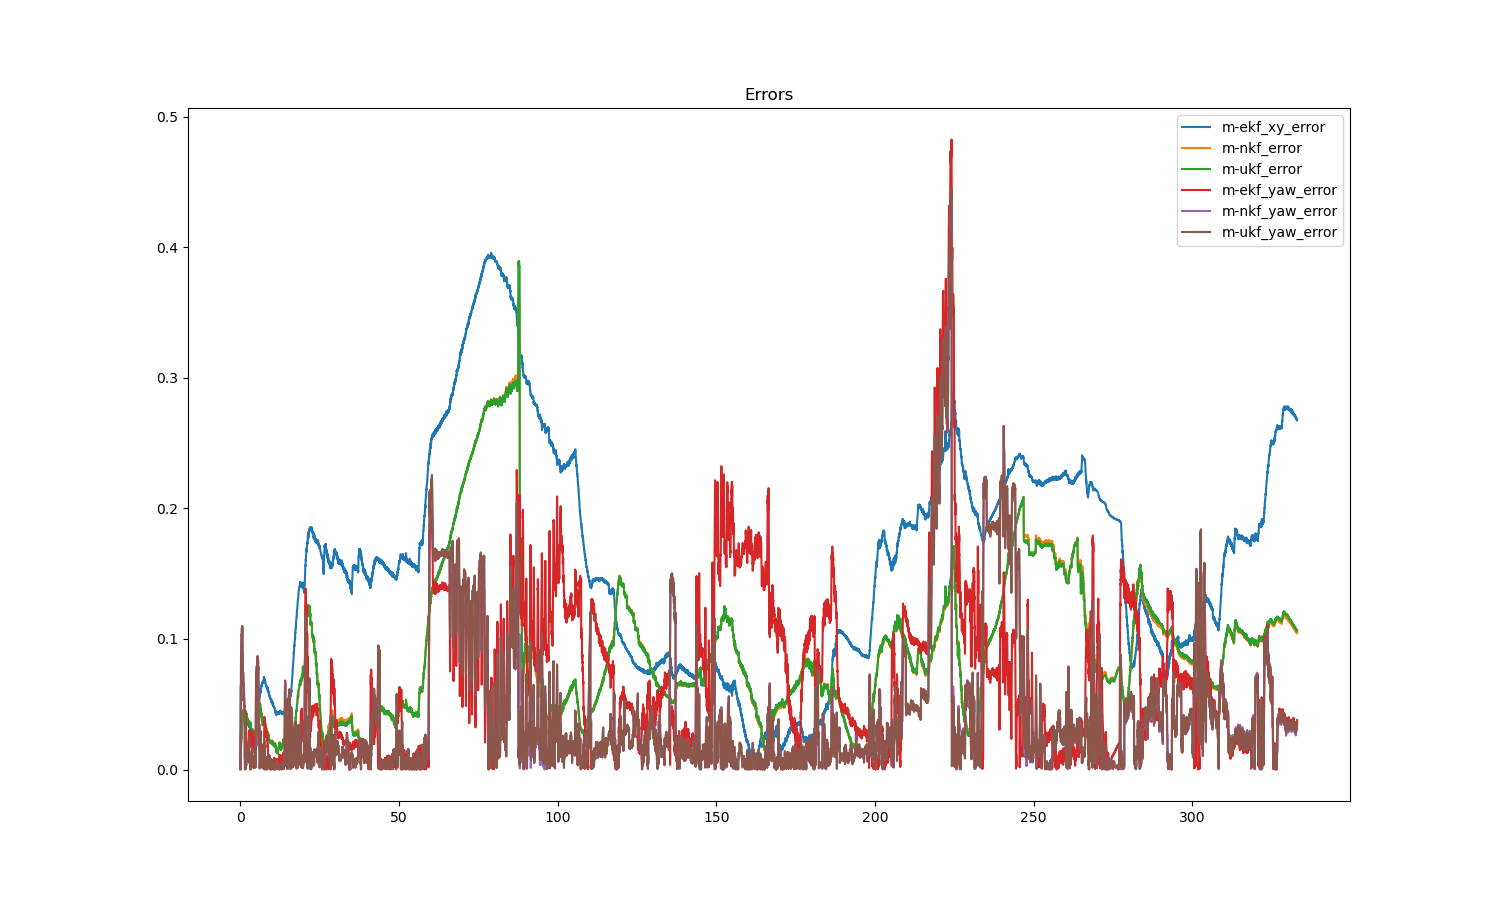 Errors
0.5
0.4
0.3
0.2
0.1
0.0
m-ekf_xy_error
m-nkf_error
m-ukf_error
m-ekf_yaw_error
m-nkf_yaw_error
m-ukf_yaw_error
0 50 100 150 200 250 300